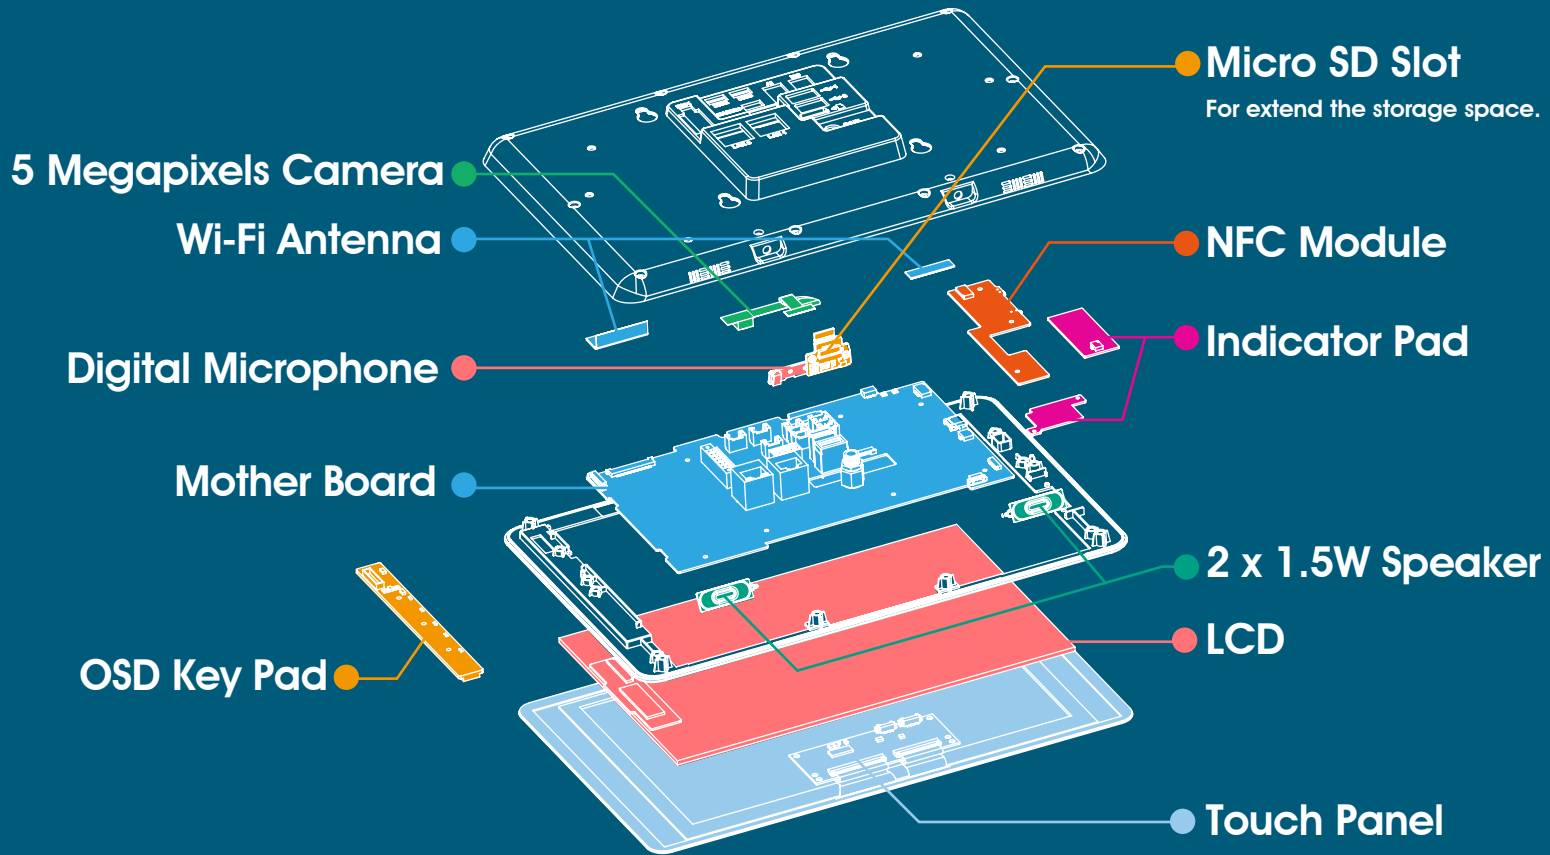 Micro SD Slot
For extend the storage space.
5 Megapixels Camera
Wi-Fi Antenna
NFC Module
Indicator Pad
Digital Microphone
Mother Board
2 x 1.5W Speaker
LCD
OSD Key Pad
Touch Panel